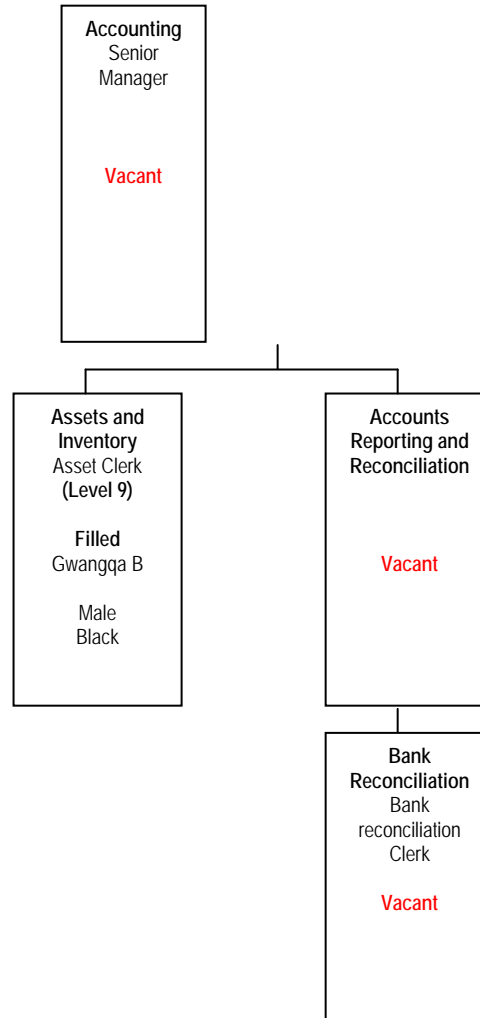 Accounting
Senior
Manager
Vacant
Assets and
Inventory
Asset Clerk
(Level 9)
Filled
Gwangqa B
Male
Black
Accounts
Reporting and
Reconciliation
Vacant
Bank
Reconciliation
Bank
reconciliation
Clerk
Vacant